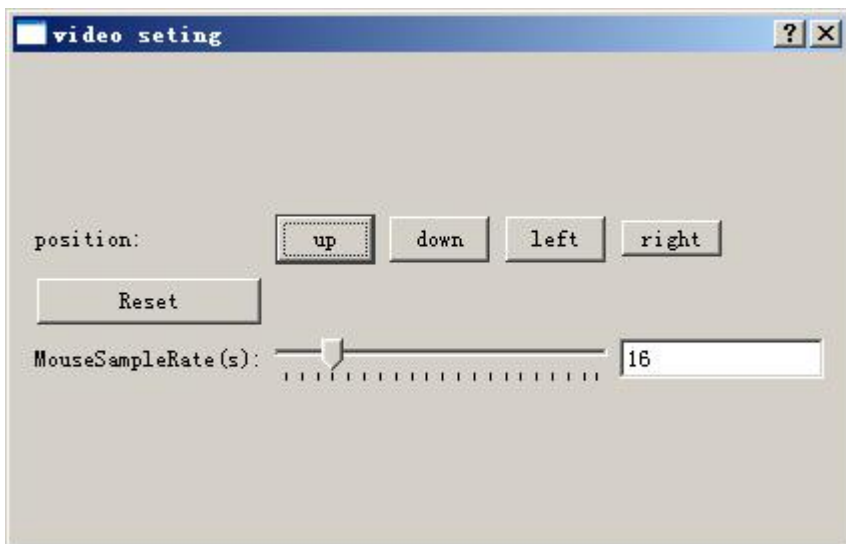 video seting
position: up down left right
Reset
MouseSampleRate(s): 16